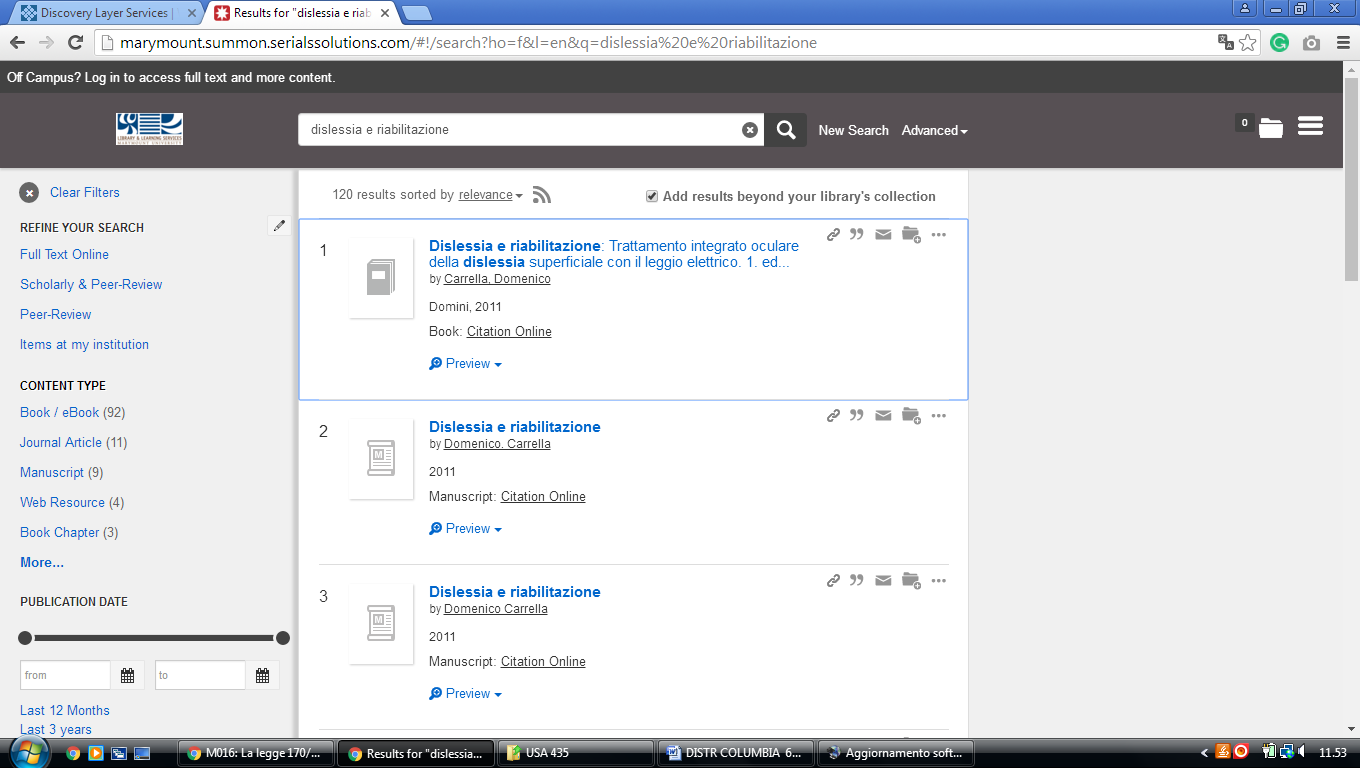 Discovery Layer Services |
Results for "dislessia e riab
marymount.summon.serialssolutions.com/#!/search?ho=f&l=en&q=dislessia%20e%20riabilitazione
Off Campus? Log in to access full text and more content.
LIBRARY & LEARNING SERVICES
MARYMOUNT UNIVERSITY
dislessia e riabilitazione
New Search
Advanced
0
Clear Filters
REFINE YOUR SEARCH
Full Text Online
Scholarly & Peer-Review
Peer-Review
Items at my institution
CONTENT TYPE
Book / eBook (92)
Journal Article (11)
Manuscript (9)
Web Resource (4)
Book Chapter (3)
More...
PUBLICATION DATE
from
to
Last 12 Months
Last 3 years
120 results sorted by relevance
Add results beyond your library's collection
1
Dislessia e riabilitazione: Trattamento integrato oculare
della dislessia superficiale con il leggio elettrico. 1. ed...
by Carrella, Domenico
Domini, 2011
Book: Citation Online
Preview
2
Dislessia e riabilitazione
by Domenico. Carrella
2011
Manuscript: Citation Online
Preview
3
Dislessia e riabilitazione
by Domenico Carrella
2011
Manuscript: Citation Online
Preview
M016: La legge 170/...
Results for "dislessia...
USA 435
DISTR COLUMBIA 6...
Aggiornamento soft...
11.53